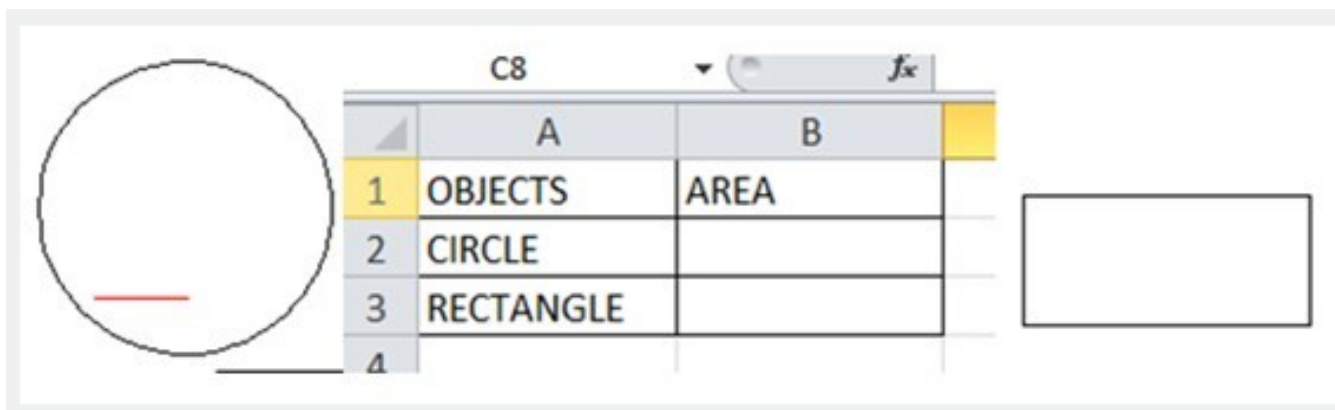 C8 fx
A B
1 OBJECTS AREA
2 CIRCLE
3 RECTANGLE
4